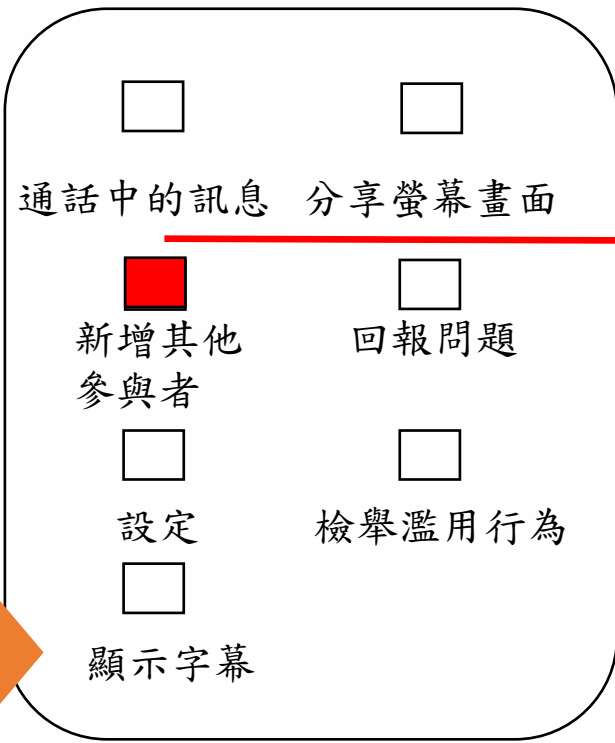 通話中的訊息
分享螢幕畫面
新增其他
參與者
回報問題
設定
檢舉濫用行為
顯示字幕